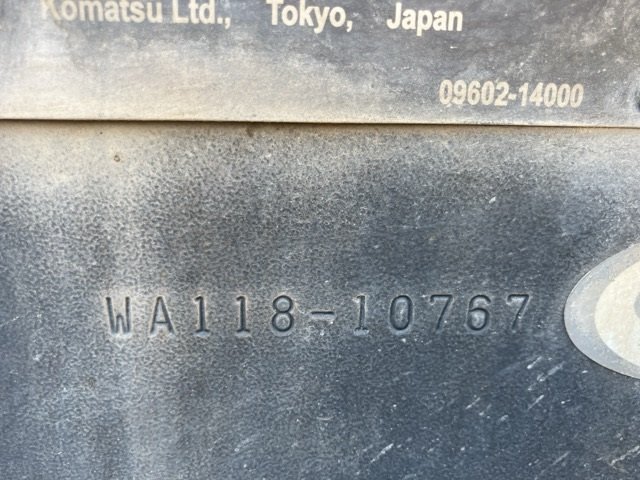 Komatsu Ltd., Tokyo, Japan
09602-14000
WA118-10767